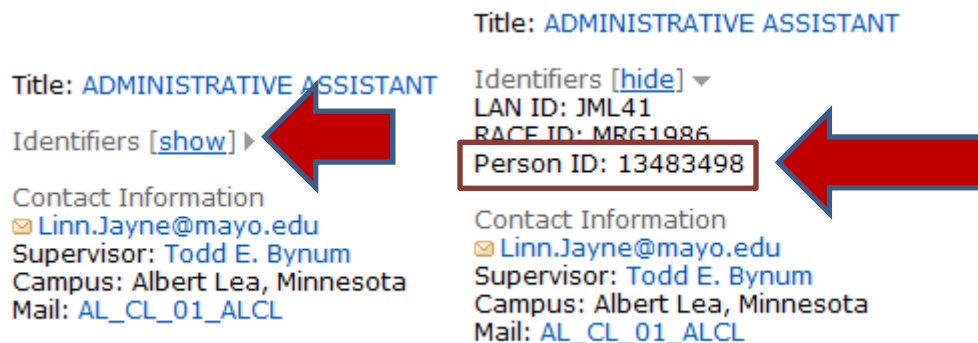 Title: ADMINISTRATIVE ASSISTANT
Identifiers [show]
Contact Information
Linn.Jayne@mayo.edu
Supervisor: Todd E. Bynum
Campus: Albert Lea, Minnesota
Mail: AL_CL_01_ALCL
Title: ADMINISTRATIVE ASSISTANT
Identifiers [hide]
LAN ID: JML41
RACF ID: MRG1986
Person ID: 13483498
Contact Information
Linn.Jayne@mayo.edu
Supervisor: Todd E. Bynum
Campus: Albert Lea, Minnesota
Mail: AL_CL_01_ALCL